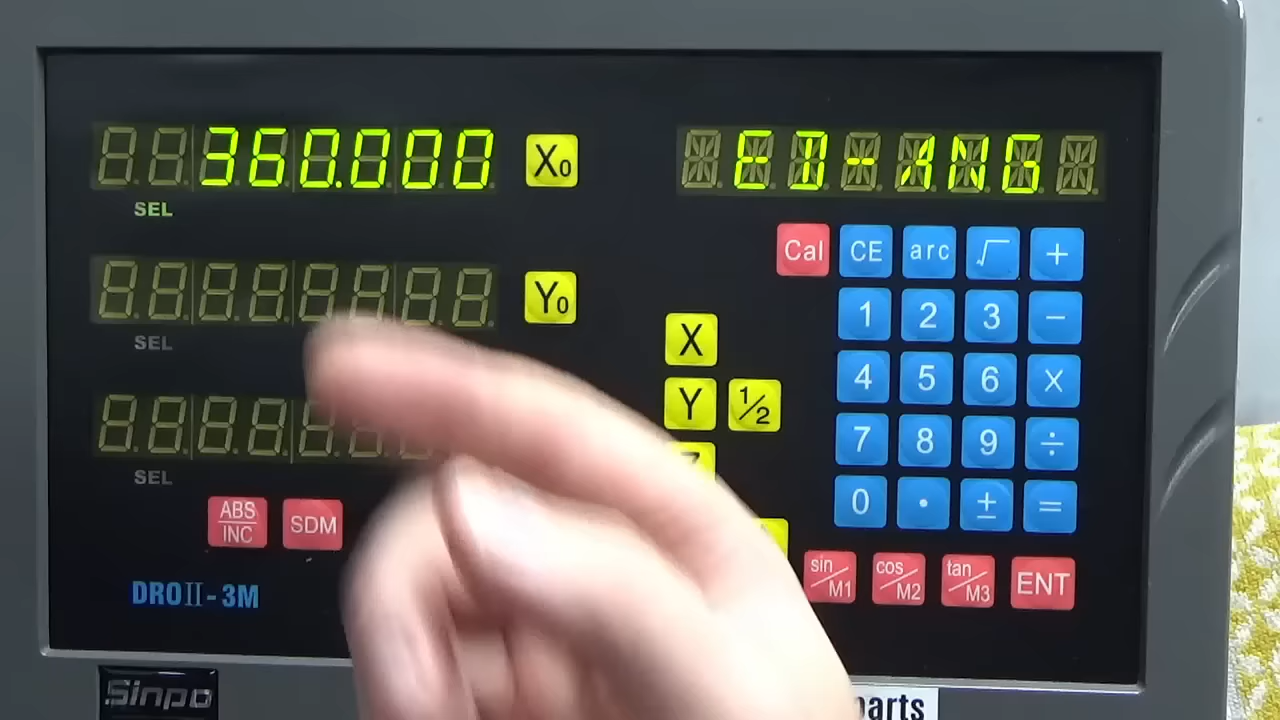 360.000 X0 ED-ANG
SEL
Cal CE arc √ +
Y0 1 2 3 −
SEL X
4 5 6 ×
Y ½
7 8 9 ÷
SEL
0 . ± =
ABS/INC SDM
sin/M1 cos/M2 tan/M3 ENT
DROII-3M
Sinpo
parts